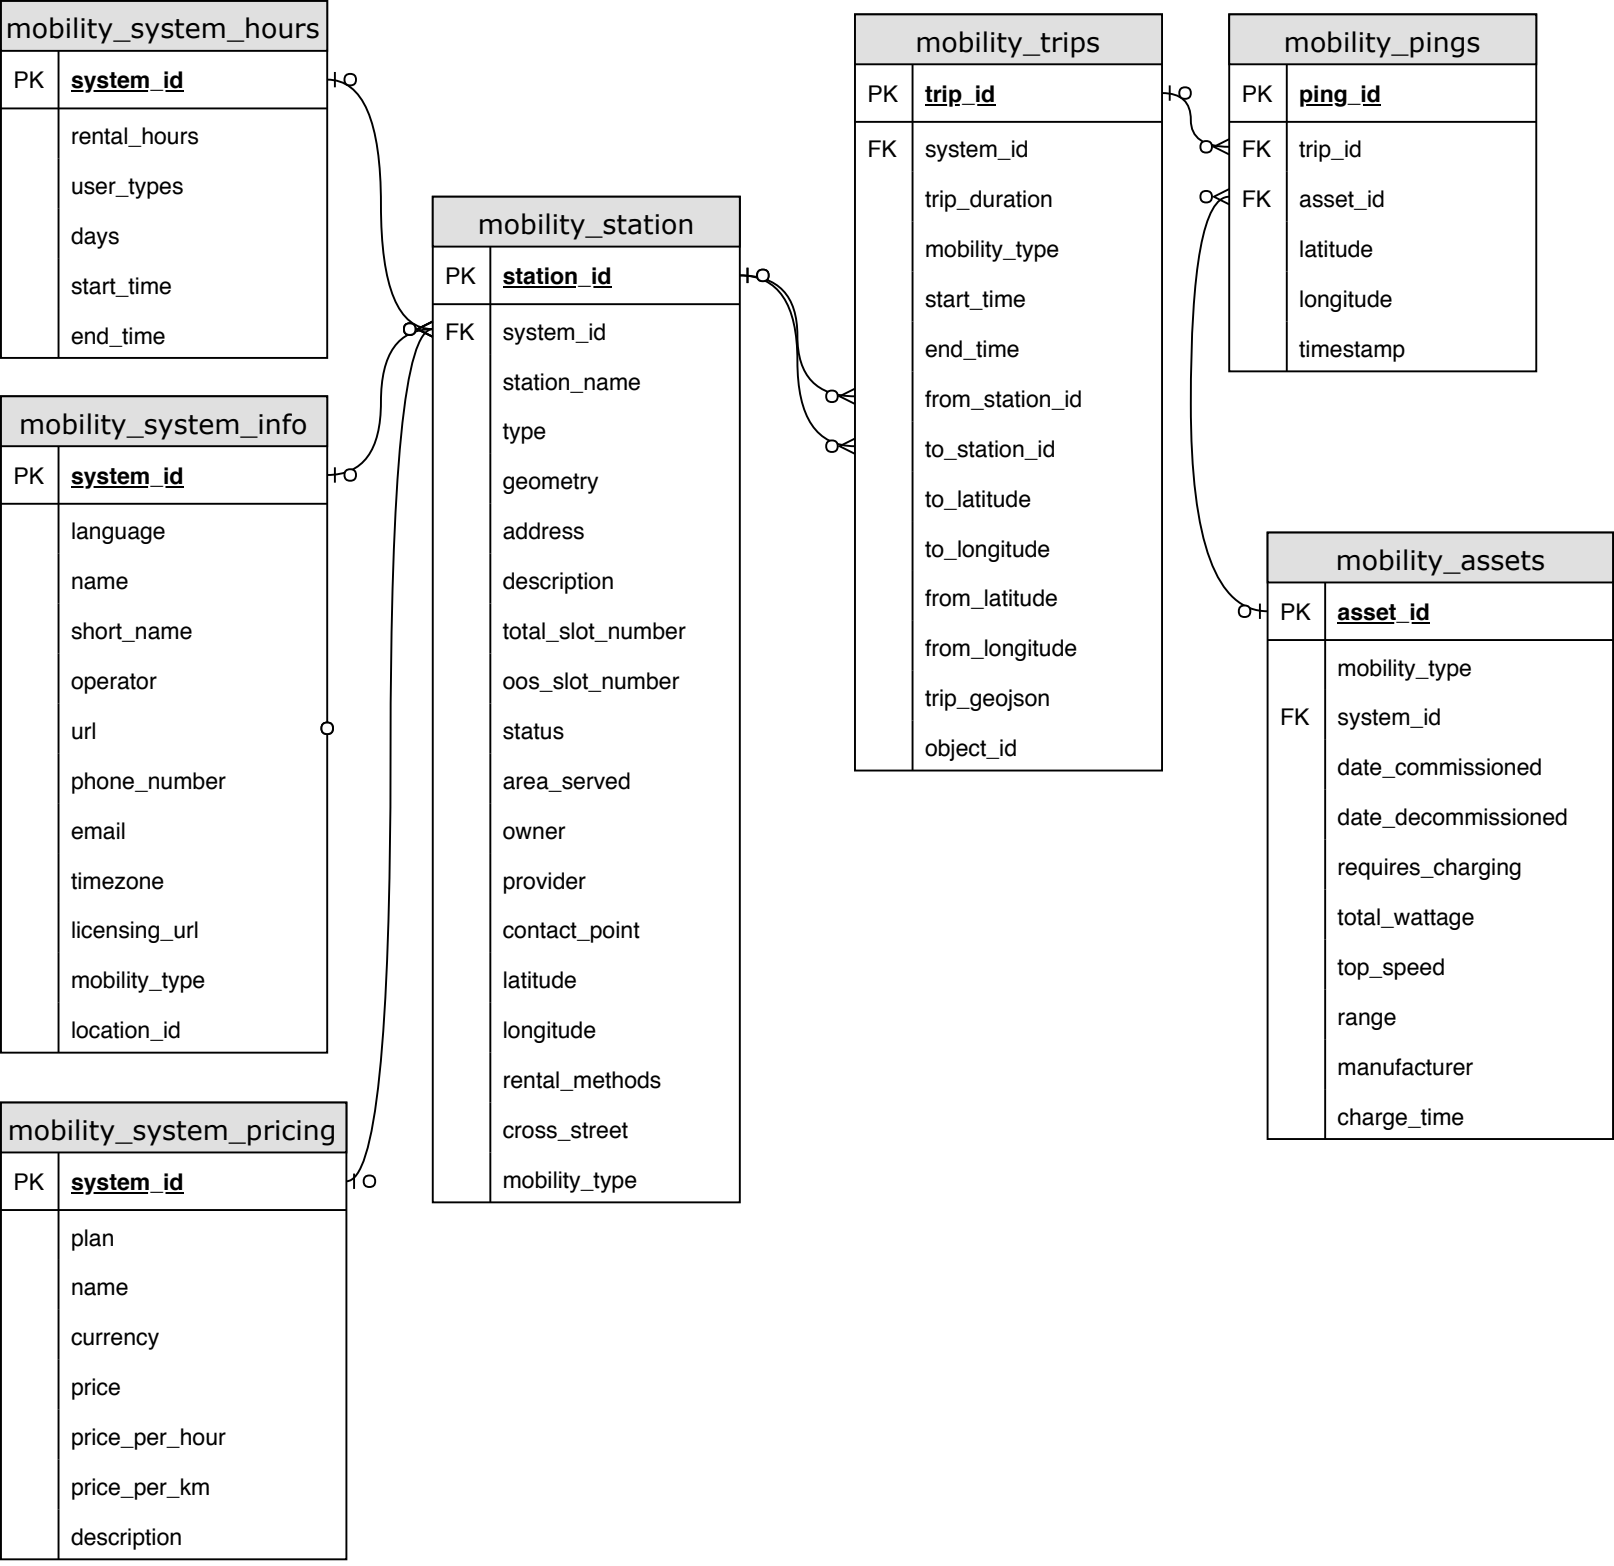 mobility_system_hours
PK system_id
rental_hours
user_types
days
start_time
end_time
mobility_system_info
PK system_id
language
name
short_name
operator
url
phone_number
email
timezone
licensing_url
mobility_type
location_id
mobility_system_pricing
PK system_id
plan
name
currency
price
price_per_hour
price_per_km
description
mobility_station
PK station_id
FK system_id
station_name
type
geometry
address
description
total_slot_number
oos_slot_number
status
area_served
owner
provider
contact_point
latitude
longitude
rental_methods
cross_street
mobility_type
mobility_trips
PK trip_id
FK system_id
trip_duration
mobility_type
start_time
end_time
from_station_id
to_station_id
to_latitude
to_longitude
from_latitude
from_longitude
trip_geojson
object_id
mobility_pings
PK ping_id
FK trip_id
FK asset_id
latitude
longitude
timestamp
mobility_assets
PK asset_id
mobility_type
FK system_id
date_commissioned
date_decommissioned
requires_charging
total_wattage
top_speed
range
manufacturer
charge_time